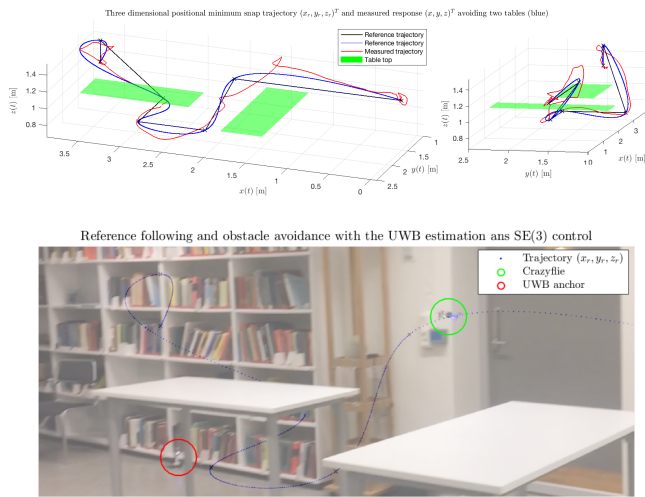 Three dimensional positional minimum snap trajectory (x_r, y_r, z_r)^T and measured response (x, y, z)^T avoiding two tables (blue)
Reference trajectory
Reference trajectory
Measured trajectory
Table top
z(t) [m]
1.4
1.2
1
0.8
3.5
3
2.5
2
1.5
1
0.5
0
x(t) [m]
1
1.5
2
2.5
y(t) [m]
z(t) [m]
1.4
1.2
1
0.8
2.5
2
1.5
1
0
y(t) [m]
1
2
3
x(t) [m]
Reference following and obstacle avoidance with the UWB estimation ans SE(3) control
Trajectory (x_r, y_r, z_r)
Crazyflie
UWB anchor